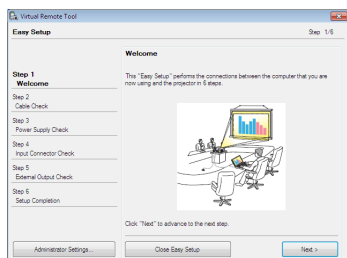 Virtual Remote Tool
Easy Setup
Step 1/6
Welcome
Step 1
Welcome
This "Easy Setup" performs the connections between the computer that you are
now using and the projector in 6 steps.
Step 2
Cable Check
Step 3
Power Supply Check
Step 4
Input Connector Check
Step 5
External Output Check
Step 6
Setup Completion
Click "Next" to advance to the next step.
Administrator Settings...
Close Easy Setup
Next >